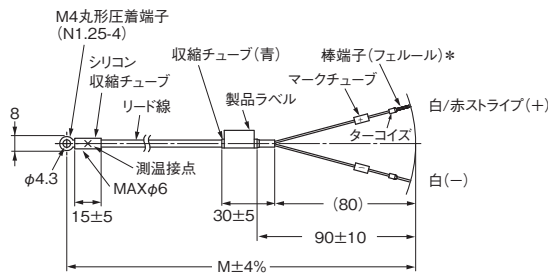 M4丸形圧着端子
(N1.25-4)
シリコン
収縮チューブ
リード線
収縮チューブ(青)
製品ラベル
棒端子(フェルール)*
マークチューブ
白/赤ストライプ(+)
ターコイズ
+
8
φ4.3
測温接点
MAXφ6
15±5
30±5
−
白(−)
(80)
90±10
M±4%